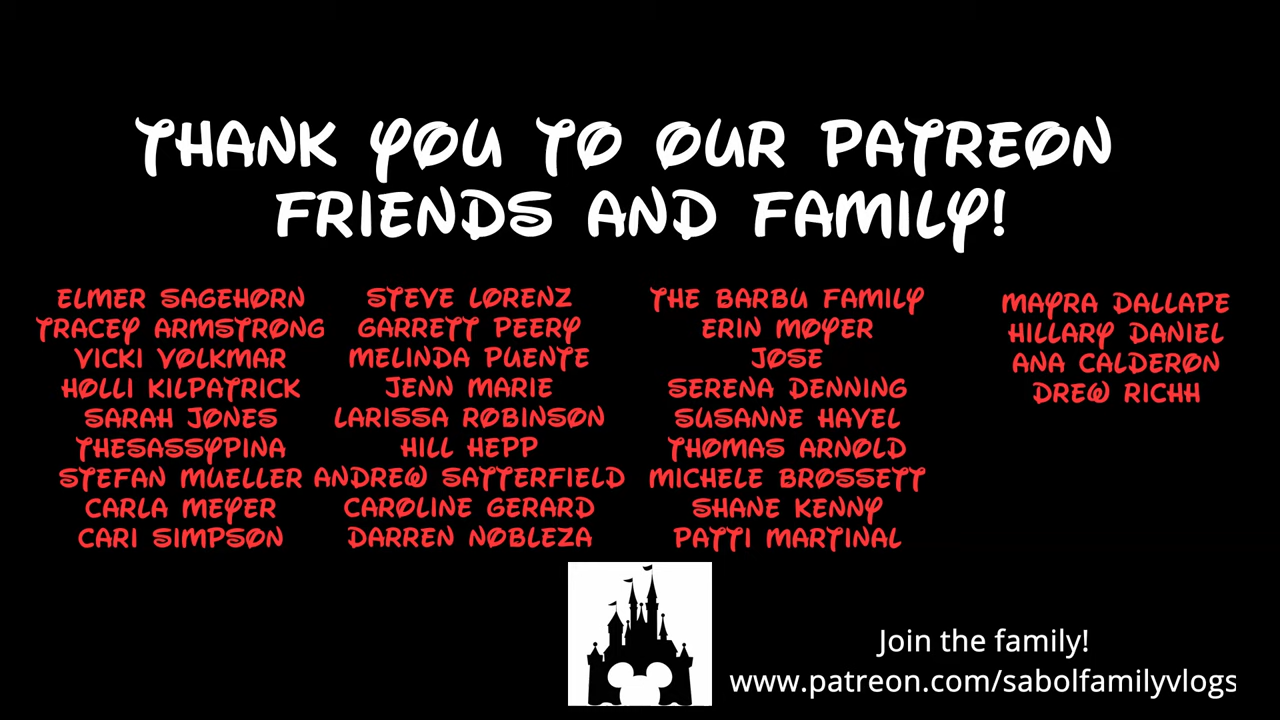 THANK YOU TO OUR PATREON
FRIENDS AND FAMILY!
ELMER SAGEHORN
TRACEY ARMSTRONG
VICKI VOLKMAR
HOLLI KILPATRICK
SARAH JONES
THESASSYPINA
STEFAN MUELLER
CARLA MEYER
CARI SIMPSON
STEVE LORENZ
GARRETT PEERY
MELINDA PUENTE
JENN MARIE
LARISSA ROBINSON
HILL HEPP
ANDREW SATTERFIELD
CAROLINE GERARD
DARREN NOBLEZA
THE BARBU FAMILY
ERIN MOYER
JOSE
SERENA DENNING
SUSANNE HAVEL
THOMAS ARNOLD
MICHELE BROSSETT
SHANE KENNY
PATTI MARTINAL
MAYRA DALLAPE
HILLARY DANIEL
ANA CALDERON
DREW RICHH
Join the family!
www.patreon.com/sabolfamilyvlogs